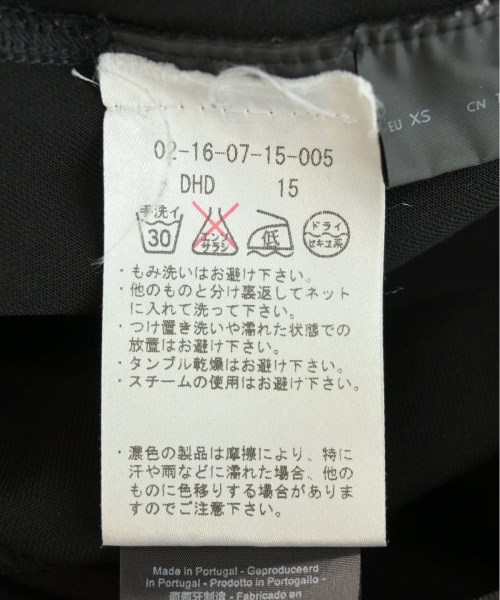 EU XS
CN
02-16-07-15-005
DHD 15
手洗イ
30
エンソ
サラシ
低
ドライ
セキユ系
・もみ洗いはお避け下さい。
・他のものと分け裏返してネット
に入れて洗って下さい。
・つけ置き洗いや濡れた状態での
放置はお避け下さい。
・タンブル乾燥はお避け下さい。
・スチームの使用はお避け下さい。
・濃色の製品は摩擦により、特に
汗や雨などに濡れた場合、他の
ものに色移りする場合がありま
すのでご注意下さい。
Made in Portugal - Geproduceerd
in Portugal - Prodotto in Portogallo -
葡萄牙制造 - Fabricado en